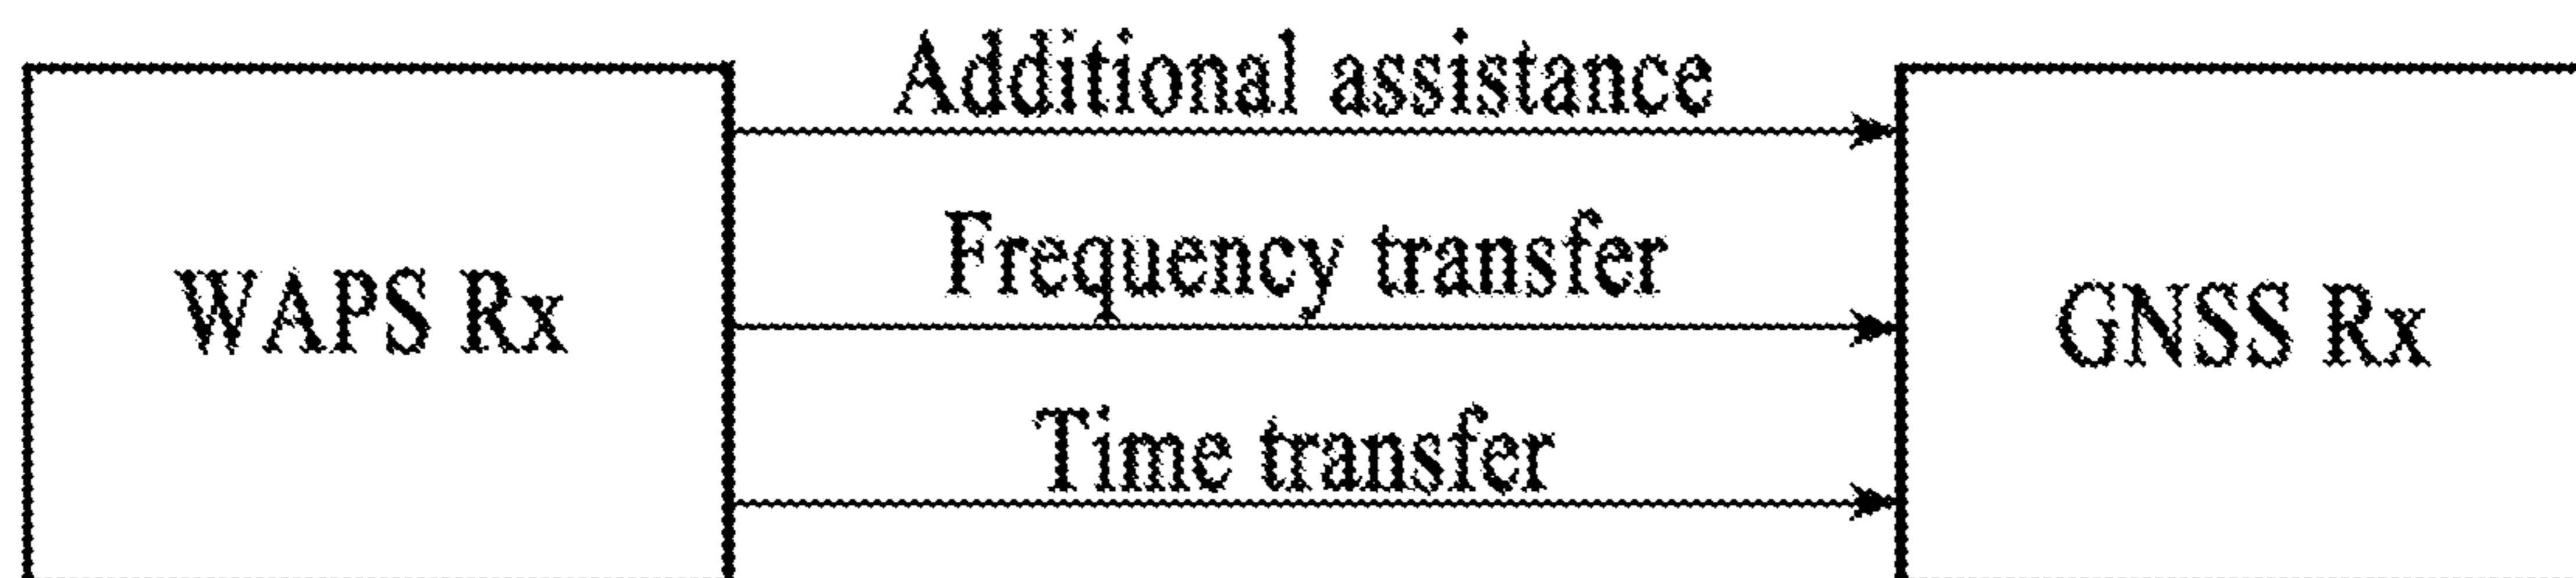 Additional assistance
Frequency transfer
WAPS Rx
GNSS Rx
Time transfer